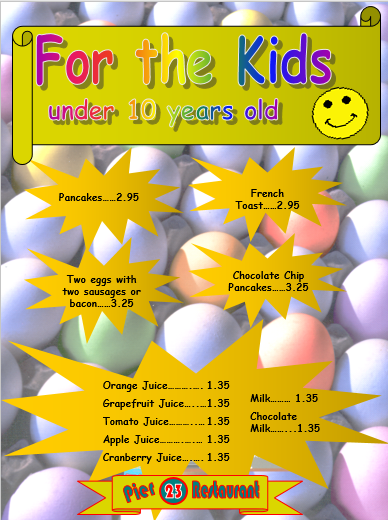 For the Kids
under 10 years old
Pancakes……2.95
French
Toast……2.95
Two eggs with
two sausages or
bacon……3.25
Chocolate Chip
Pancakes……3.25
Orange Juice………….. 1.35
Grapefruit Juice………1.35
Tomato Juice………….. 1.35
Apple Juice……………… 1.35
Cranberry Juice……... 1.35
Milk……… 1.35
Chocolate
Milk……...1.35
Piet 23 Restaurant